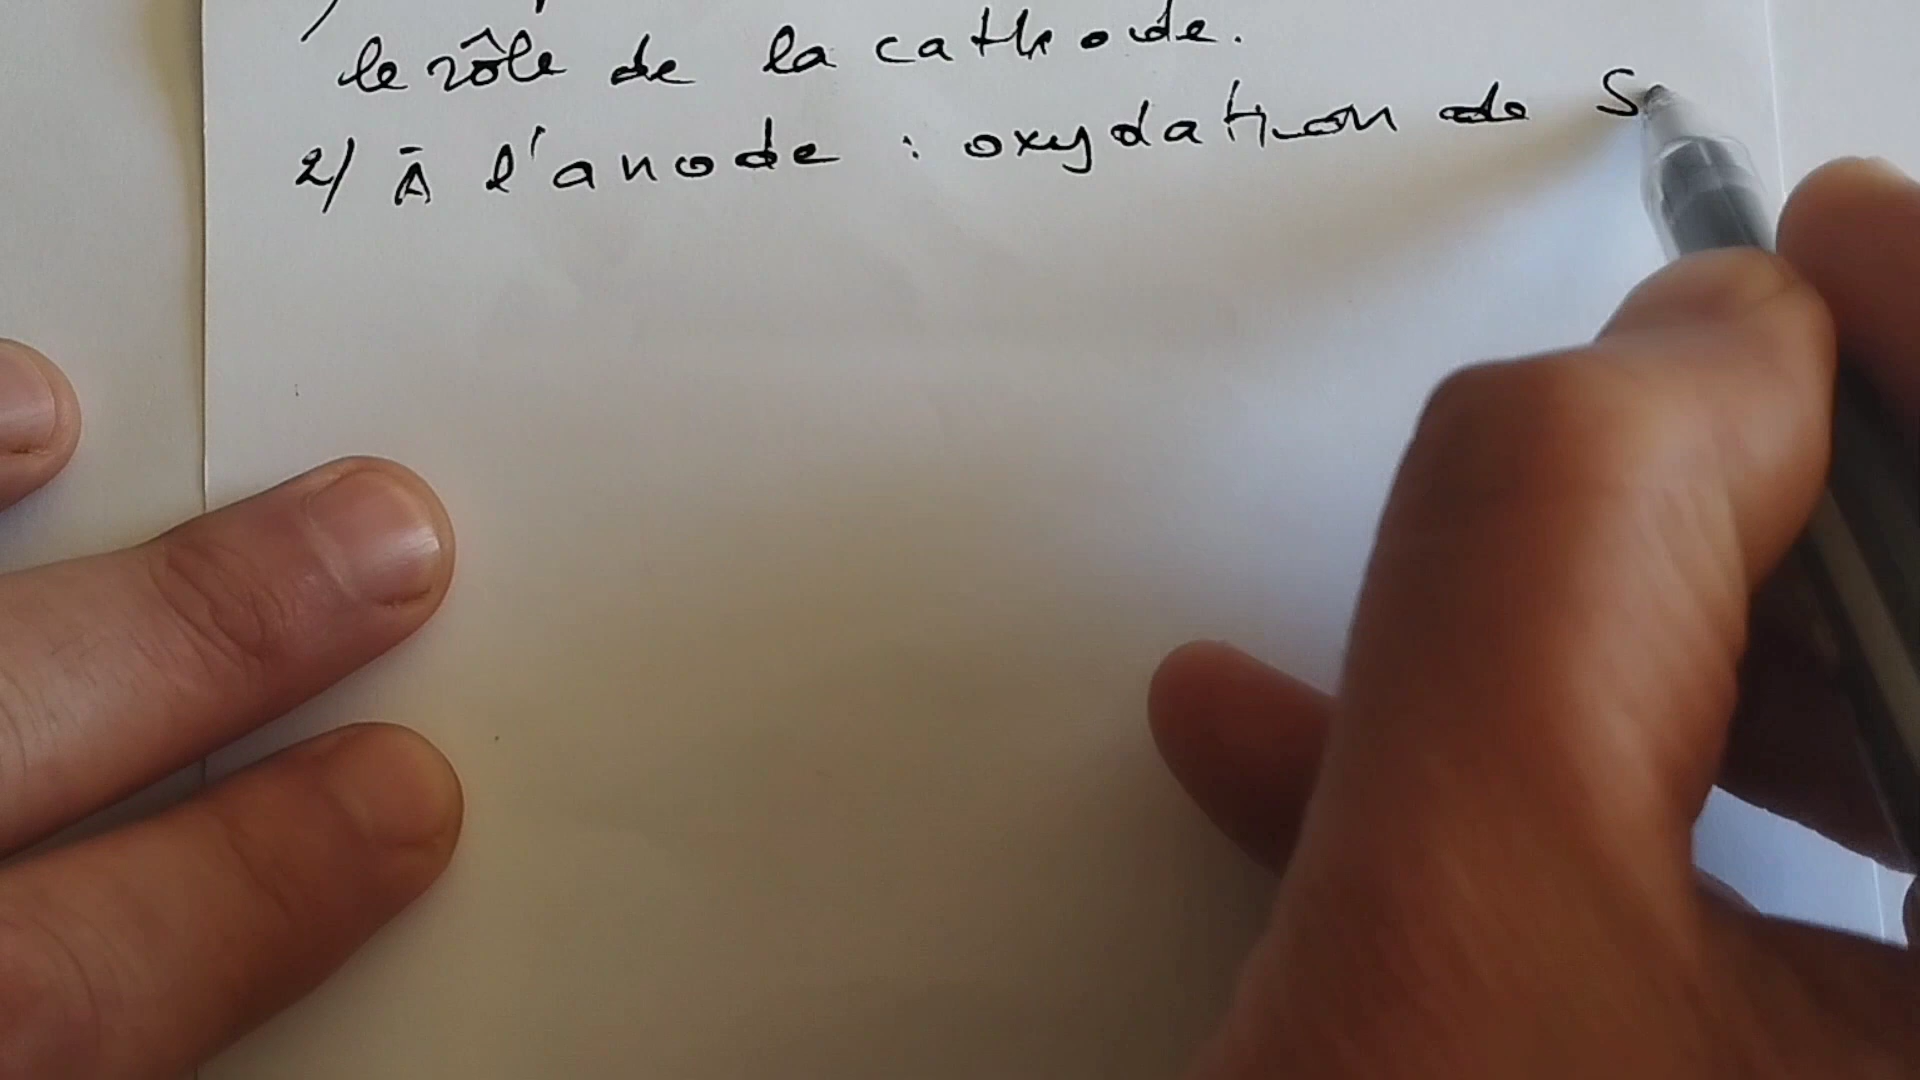 le rôle de la cathode.
2) À l'anode : oxydation de S